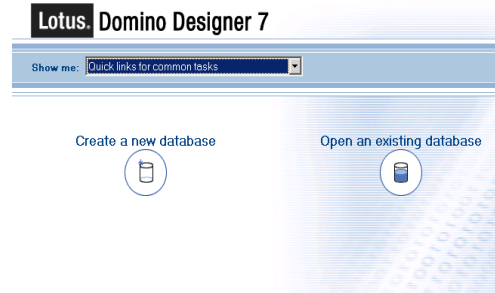 Lotus. Domino Designer 7
Show me: Quick links for common tasks
Create a new database Open an existing database